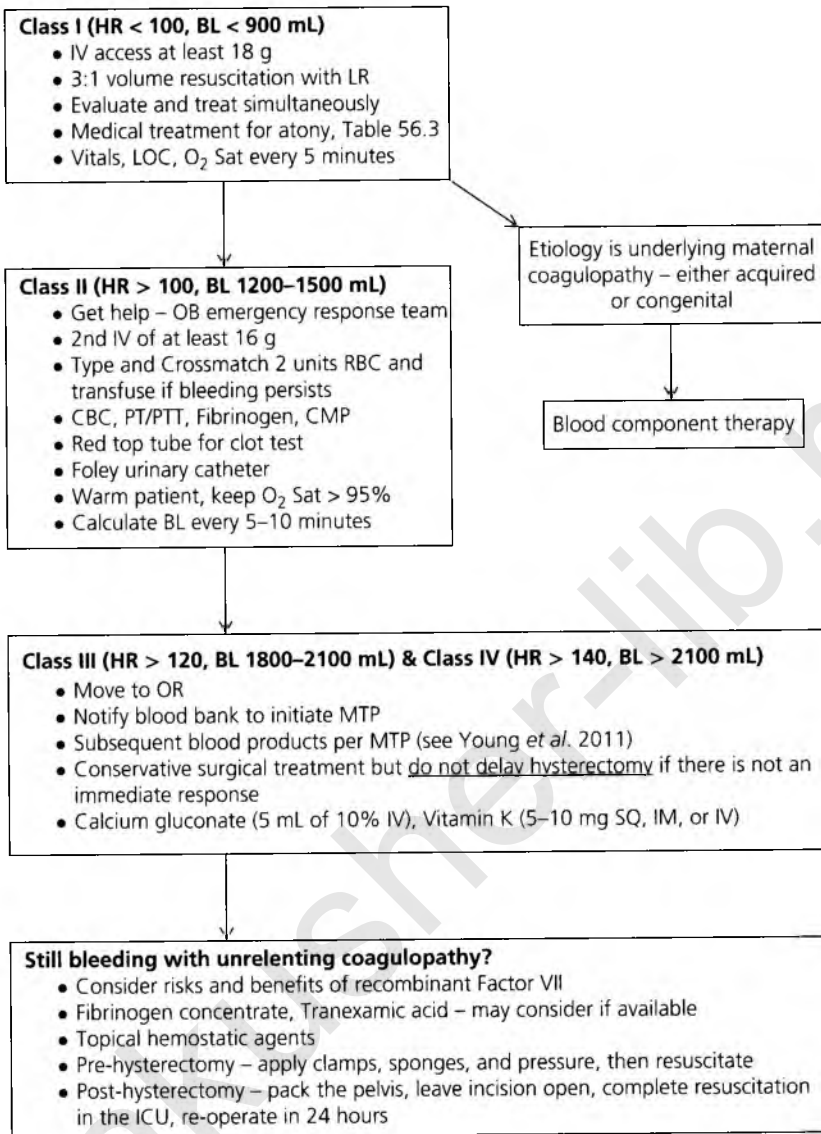 Class I (HR < 100, BL < 900 mL)
• IV access at least 18 g
• 3:1 volume resuscitation with LR
• Evaluate and treat simultaneously
• Medical treatment for atony, Table 56.3
• Vitals, LOC, O₂ Sat every 5 minutes
Etiology is underlying maternal
coagulopathy – either acquired
or congenital
Blood component therapy
Class II (HR > 100, BL 1200–1500 mL)
• Get help – OB emergency response team
• 2nd IV of at least 16 g
• Type and Crossmatch 2 units RBC and
transfuse if bleeding persists
• CBC, PT/PTT, Fibrinogen, CMP
• Red top tube for clot test
• Foley urinary catheter
• Warm patient, keep O₂ Sat > 95%
• Calculate BL every 5–10 minutes
Class III (HR > 120, BL 1800–2100 mL) & Class IV (HR > 140, BL > 2100 mL)
• Move to OR
• Notify blood bank to initiate MTP
• Subsequent blood products per MTP (see Young et al. 2011)
• Conservative surgical treatment but do not delay hysterectomy if there is not an
immediate response
• Calcium gluconate (5 mL of 10% IV), Vitamin K (5–10 mg SQ, IM, or IV)
Still bleeding with unrelenting coagulopathy?
• Consider risks and benefits of recombinant Factor VII
• Fibrinogen concentrate, Tranexamic acid – may consider if available
• Topical hemostatic agents
• Pre-hysterectomy – apply clamps, sponges, and pressure, then resuscitate
• Post-hysterectomy – pack the pelvis, leave incision open, complete resuscitation
in the ICU, re-operate in 24 hours